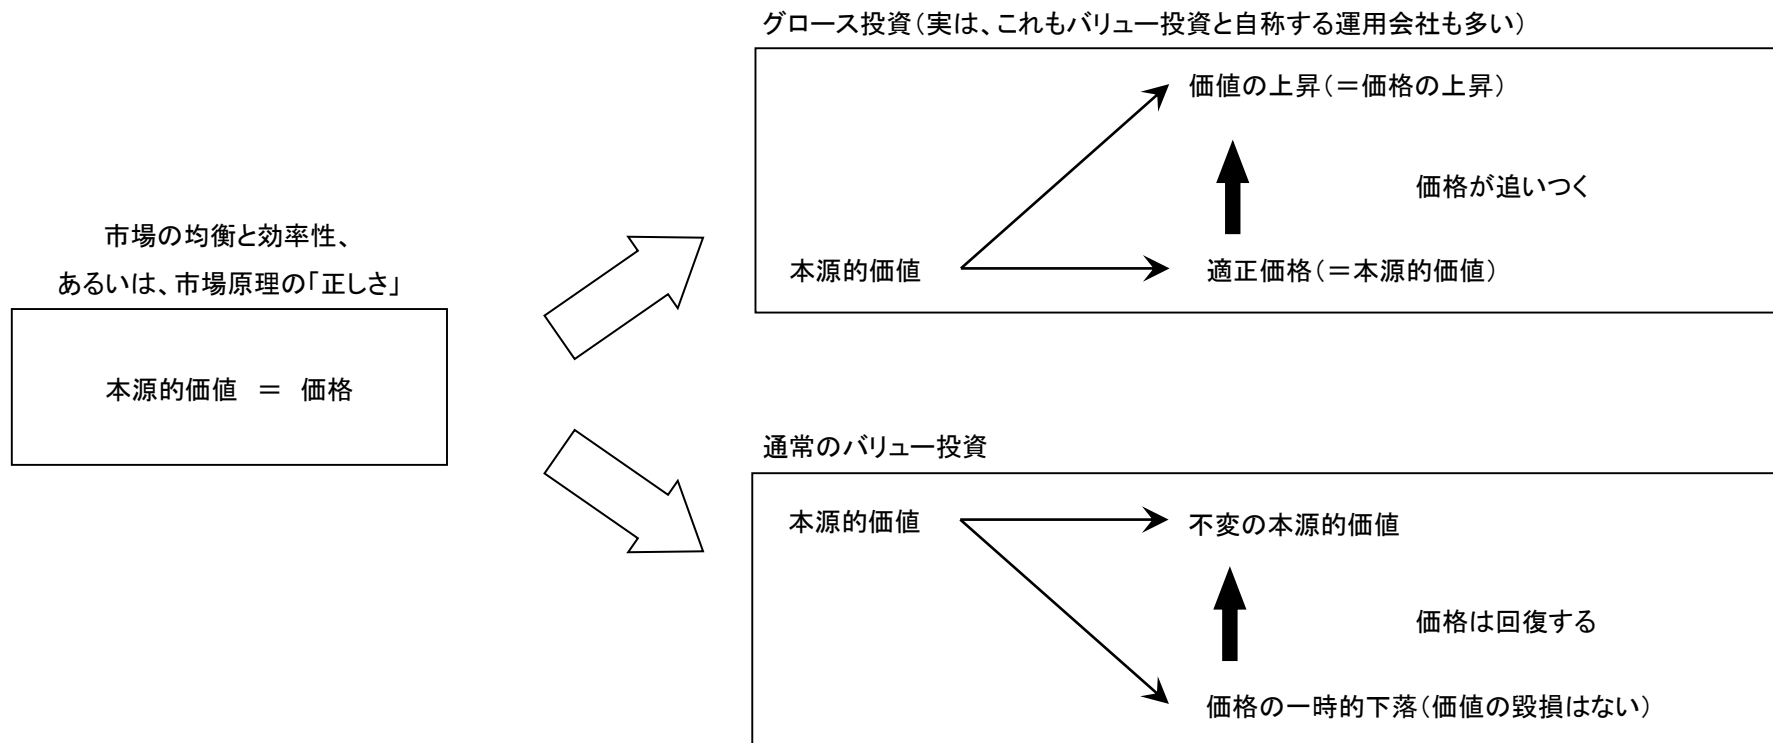 市場の均衡と効率性、
あるいは、市場原理の「正しさ」
本源的価値　＝　価格
グロース投資（実は、これもバリュー投資と自称する運用会社も多い）
価値の上昇（＝価格の上昇）
価格が追いつく
本源的価値
適正価格（＝本源的価値）
通常のバリュー投資
本源的価値
不変の本源的価値
価格は回復する
価格の一時的下落（価値の毀損はない）